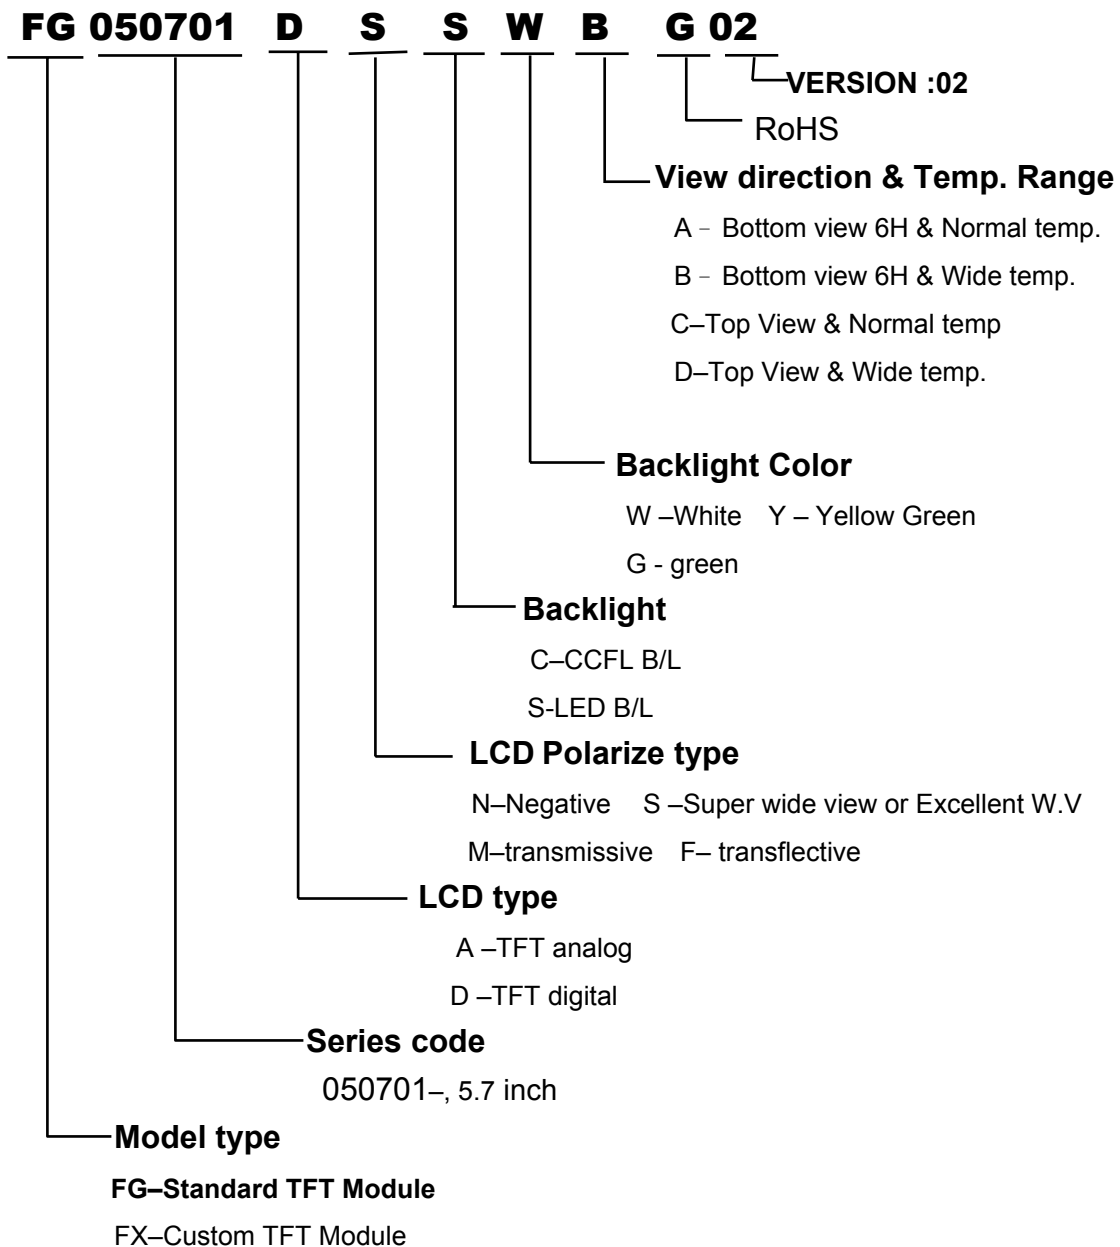 FG 050701 D S S W B G 02
VERSION :02
RoHS
View direction & Temp. Range
A – Bottom view 6H & Normal temp.
B – Bottom view 6H & Wide temp.
C–Top View & Normal temp
D–Top View & Wide temp.
Backlight Color
W –White Y – Yellow Green
G - green
Backlight
C–CCFL B/L
S-LED B/L
LCD Polarize type
N–Negative S –Super wide view or Excellent W.V
M–transmissive F– transflective
LCD type
A –TFT analog
D –TFT digital
Series code
050701–, 5.7 inch
Model type
FG–Standard TFT Module
FX–Custom TFT Module